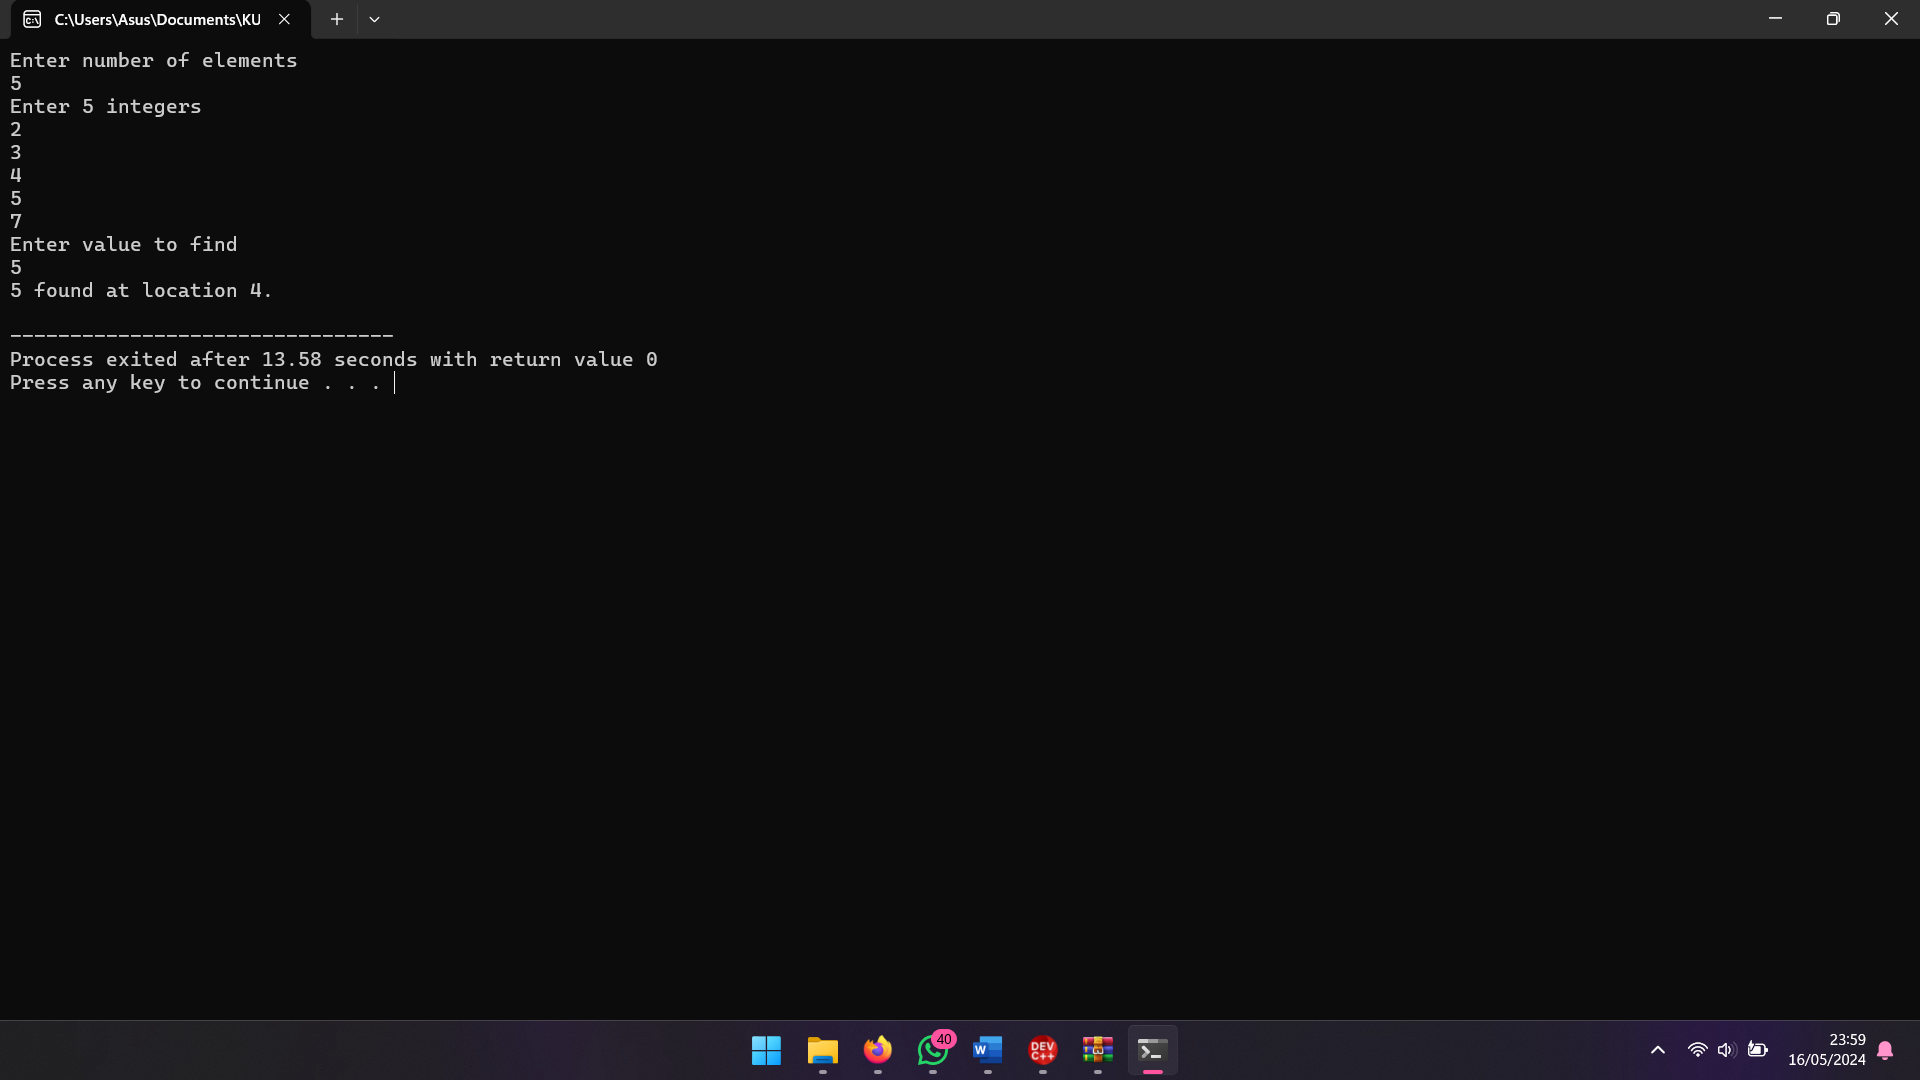 C:\Users\Asus\Documents\KU
Enter number of elements
5
Enter 5 integers
2
3
4
5
7
Enter value to find
5
5 found at location 4.
--------------------------------
Process exited after 13.58 seconds with return value 0
Press any key to continue . . .
40
W
DEV
C++
23:59
16/05/2024